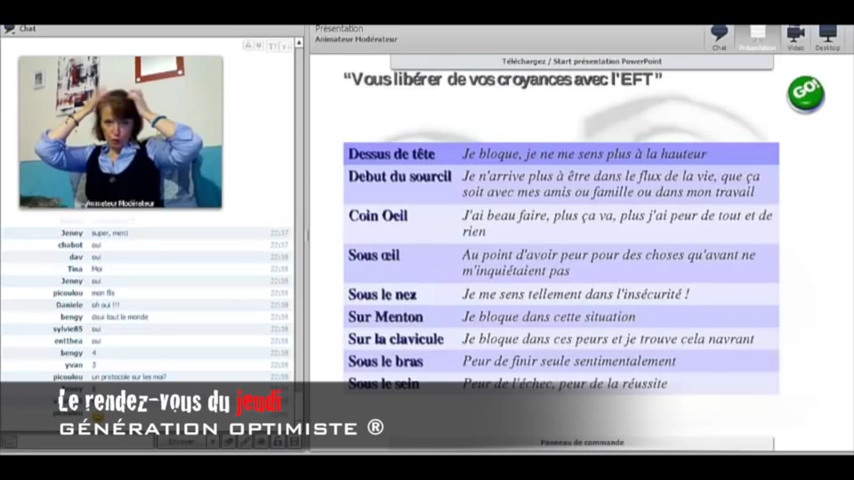 Chat
Présentation
Animateur Modérateur
Chat
Présentation
Video
Desktop
Téléchargez / Start présentation PowerPoint
"Vous libérer de vos croyances avec l'EFT"
GO!
Dessus de tête Je bloque, je ne me sens plus à la hauteur
Debut du sourcil Je n'arrive plus à être dans le flux de la vie, que ça
soit avec mes amis ou famille ou dans mon travail
Coin Oeil J'ai beau faire, plus ça va, plus j'ai peur de tout et de
rien
Sous œil Au point d'avoir peur pour des choses qu'avant ne
m'inquiétaient pas
Sous le nez Je me sens tellement dans l'insécurité !
Sur Menton Je bloque dans cette situation
Sur la clavicule Je bloque dans ces peurs et je trouve cela navrant
Sous le bras Peur de finir seule sentimentalement
Sous le sein Peur de l'échec, peur de la réussite
Animateur Modérateur
Jenny super, merci 22:57
chabot oui 22:57
dav oui 22:58
Tina Moi 22:58
Jenny oui 22:58
picoulou mon fils 22:58
Daniele oh oui !!! 22:58
bengy tout le monde 22:58
sylvie85 oui 22:58
entthea oui 22:58
bengy 4 22:58
yvan 3 22:58
picoulou un protocole sur les moi? 22:58
Le rendez-vous du jeudi
GÉNÉRATION OPTIMISTE ®
Envoyer
Panneau de commande